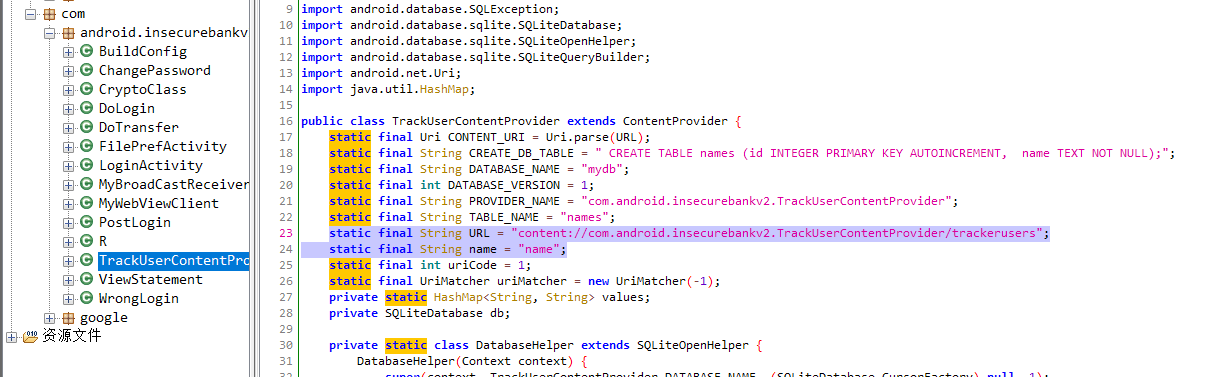 com
android.insecurebankv
BuildConfig
ChangePassword
CryptoClass
DoLogin
DoTransfer
FilePrefActivity
LoginActivity
MyBroadCastReceiver
MyWebViewClient
PostLogin
R
TrackUserContentPro
ViewStatement
WrongLogin
google
资源文件
9 import android.database.SQLException;
10 import android.database.sqlite.SQLiteDatabase;
11 import android.database.sqlite.SQLiteOpenHelper;
12 import android.database.sqlite.SQLiteQueryBuilder;
13 import android.net.Uri;
14 import java.util.HashMap;
15
16 public class TrackUserContentProvider extends ContentProvider {
17 static final Uri CONTENT_URI = Uri.parse(URL);
18 static final String CREATE_DB_TABLE = " CREATE TABLE names (id INTEGER PRIMARY KEY AUTOINCREMENT,  name TEXT NOT NULL);";
19 static final String DATABASE_NAME = "mydb";
20 static final int DATABASE_VERSION = 1;
21 static final String PROVIDER_NAME = "com.android.insecurebankv2.TrackUserContentProvider";
22 static final String TABLE_NAME = "names";
23 static final String URL = "content://com.android.insecurebankv2.TrackUserContentProvider/trackerusers";
24 static final String name = "name";
25 static final int uriCode = 1;
26 static final UriMatcher uriMatcher = new UriMatcher(-1);
27 private static HashMap<String, String> values;
28 private SQLiteDatabase db;
29
30 private static class DatabaseHelper extends SQLiteOpenHelper {
31 DatabaseHelper(Context context) {
32 super(context, TrackUserContentProvider.DATABASE_NAME, (SQLiteDatabase.CursorFactory) null, 1);